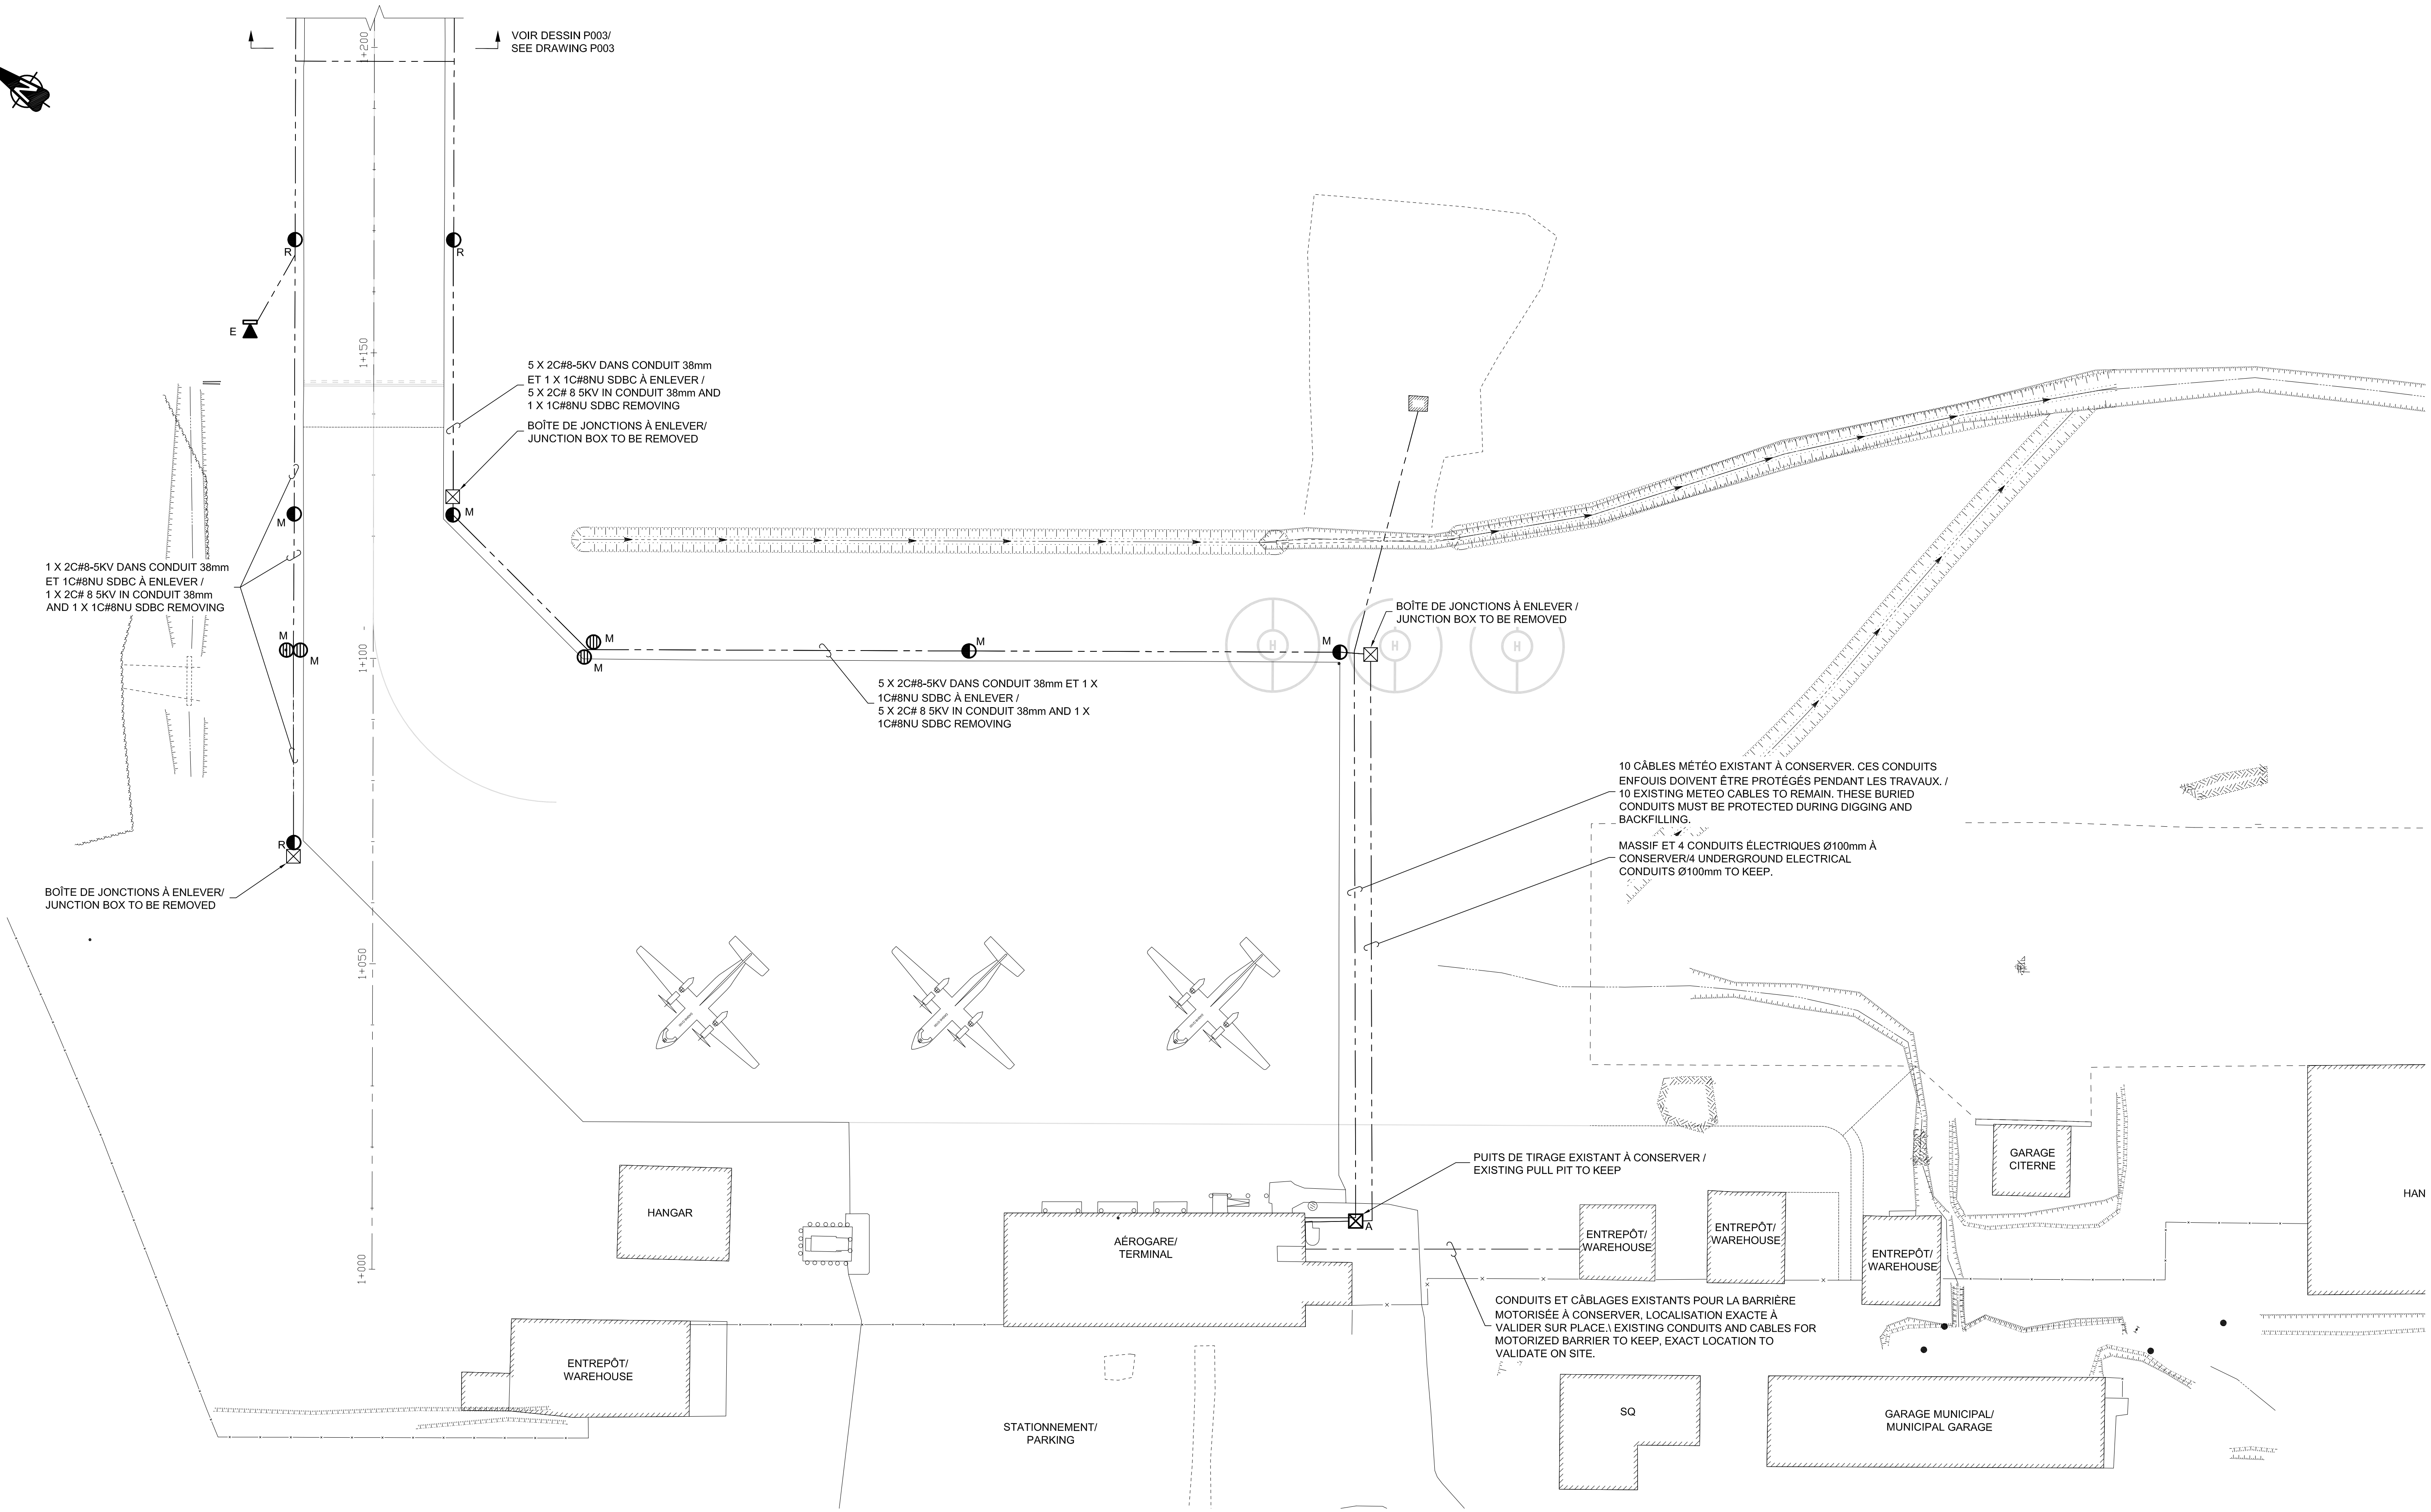 VOIR DESSIN P003/
SEE DRAWING P003
1+200
N
R
R
E
1+150
5 X 2C#8-5KV DANS CONDUIT 38mm
ET 1 X 1C#8NU SDBC À ENLEVER /
5 X 2C# 8 5KV IN CONDUIT 38mm AND
1 X 1C#8NU SDBC REMOVING
BOÎTE DE JONCTIONS À ENLEVER/
JUNCTION BOX TO BE REMOVED
M
M
1 X 2C#8-5KV DANS CONDUIT 38mm
ET 1C#8NU SDBC À ENLEVER /
1 X 2C# 8 5KV IN CONDUIT 38mm
AND 1 X 1C#8NU SDBC REMOVING
BOÎTE DE JONCTIONS À ENLEVER /
JUNCTION BOX TO BE REMOVED
M
M
M
M
M
M
H
H
H
1+100
5 X 2C#8-5KV DANS CONDUIT 38mm ET 1 X
1C#8NU SDBC À ENLEVER /
5 X 2C# 8 5KV IN CONDUIT 38mm AND 1 X
1C#8NU SDBC REMOVING
10 CÂBLES MÉTÉO EXISTANT À CONSERVER. CES CONDUITS
ENFOUIS DOIVENT ÊTRE PROTÉGÉS PENDANT LES TRAVAUX. /
10 EXISTING METEO CABLES TO REMAIN. THESE BURIED
CONDUITS MUST BE PROTECTED DURING DIGGING AND
BACKFILLING.
MASSIF ET 4 CONDUITS ÉLECTRIQUES Ø100mm À
CONSERVER/4 UNDERGROUND ELECTRICAL
CONDUITS Ø100mm TO KEEP.
R
BOÎTE DE JONCTIONS À ENLEVER/
JUNCTION BOX TO BE REMOVED
1+050
PUITS DE TIRAGE EXISTANT À CONSERVER /
EXISTING PULL PIT TO KEEP
GARAGE
CITERNE
HAN
HANGAR
A
AÉROGARE/
TERMINAL
ENTREPÔT/
WAREHOUSE
ENTREPÔT/
WAREHOUSE
ENTREPÔT/
WAREHOUSE
1+000
CONDUITS ET CÂBLAGES EXISTANTS POUR LA BARRIÈRE
MOTORISÉE À CONSERVER, LOCALISATION EXACTE À
VALIDER SUR PLACE.\ EXISTING CONDUITS AND CABLES FOR
MOTORIZED BARRIER TO KEEP, EXACT LOCATION TO
VALIDATE ON SITE.
ENTREPÔT/
WAREHOUSE
STATIONNEMENT/
PARKING
SQ
GARAGE MUNICIPAL/
MUNICIPAL GARAGE